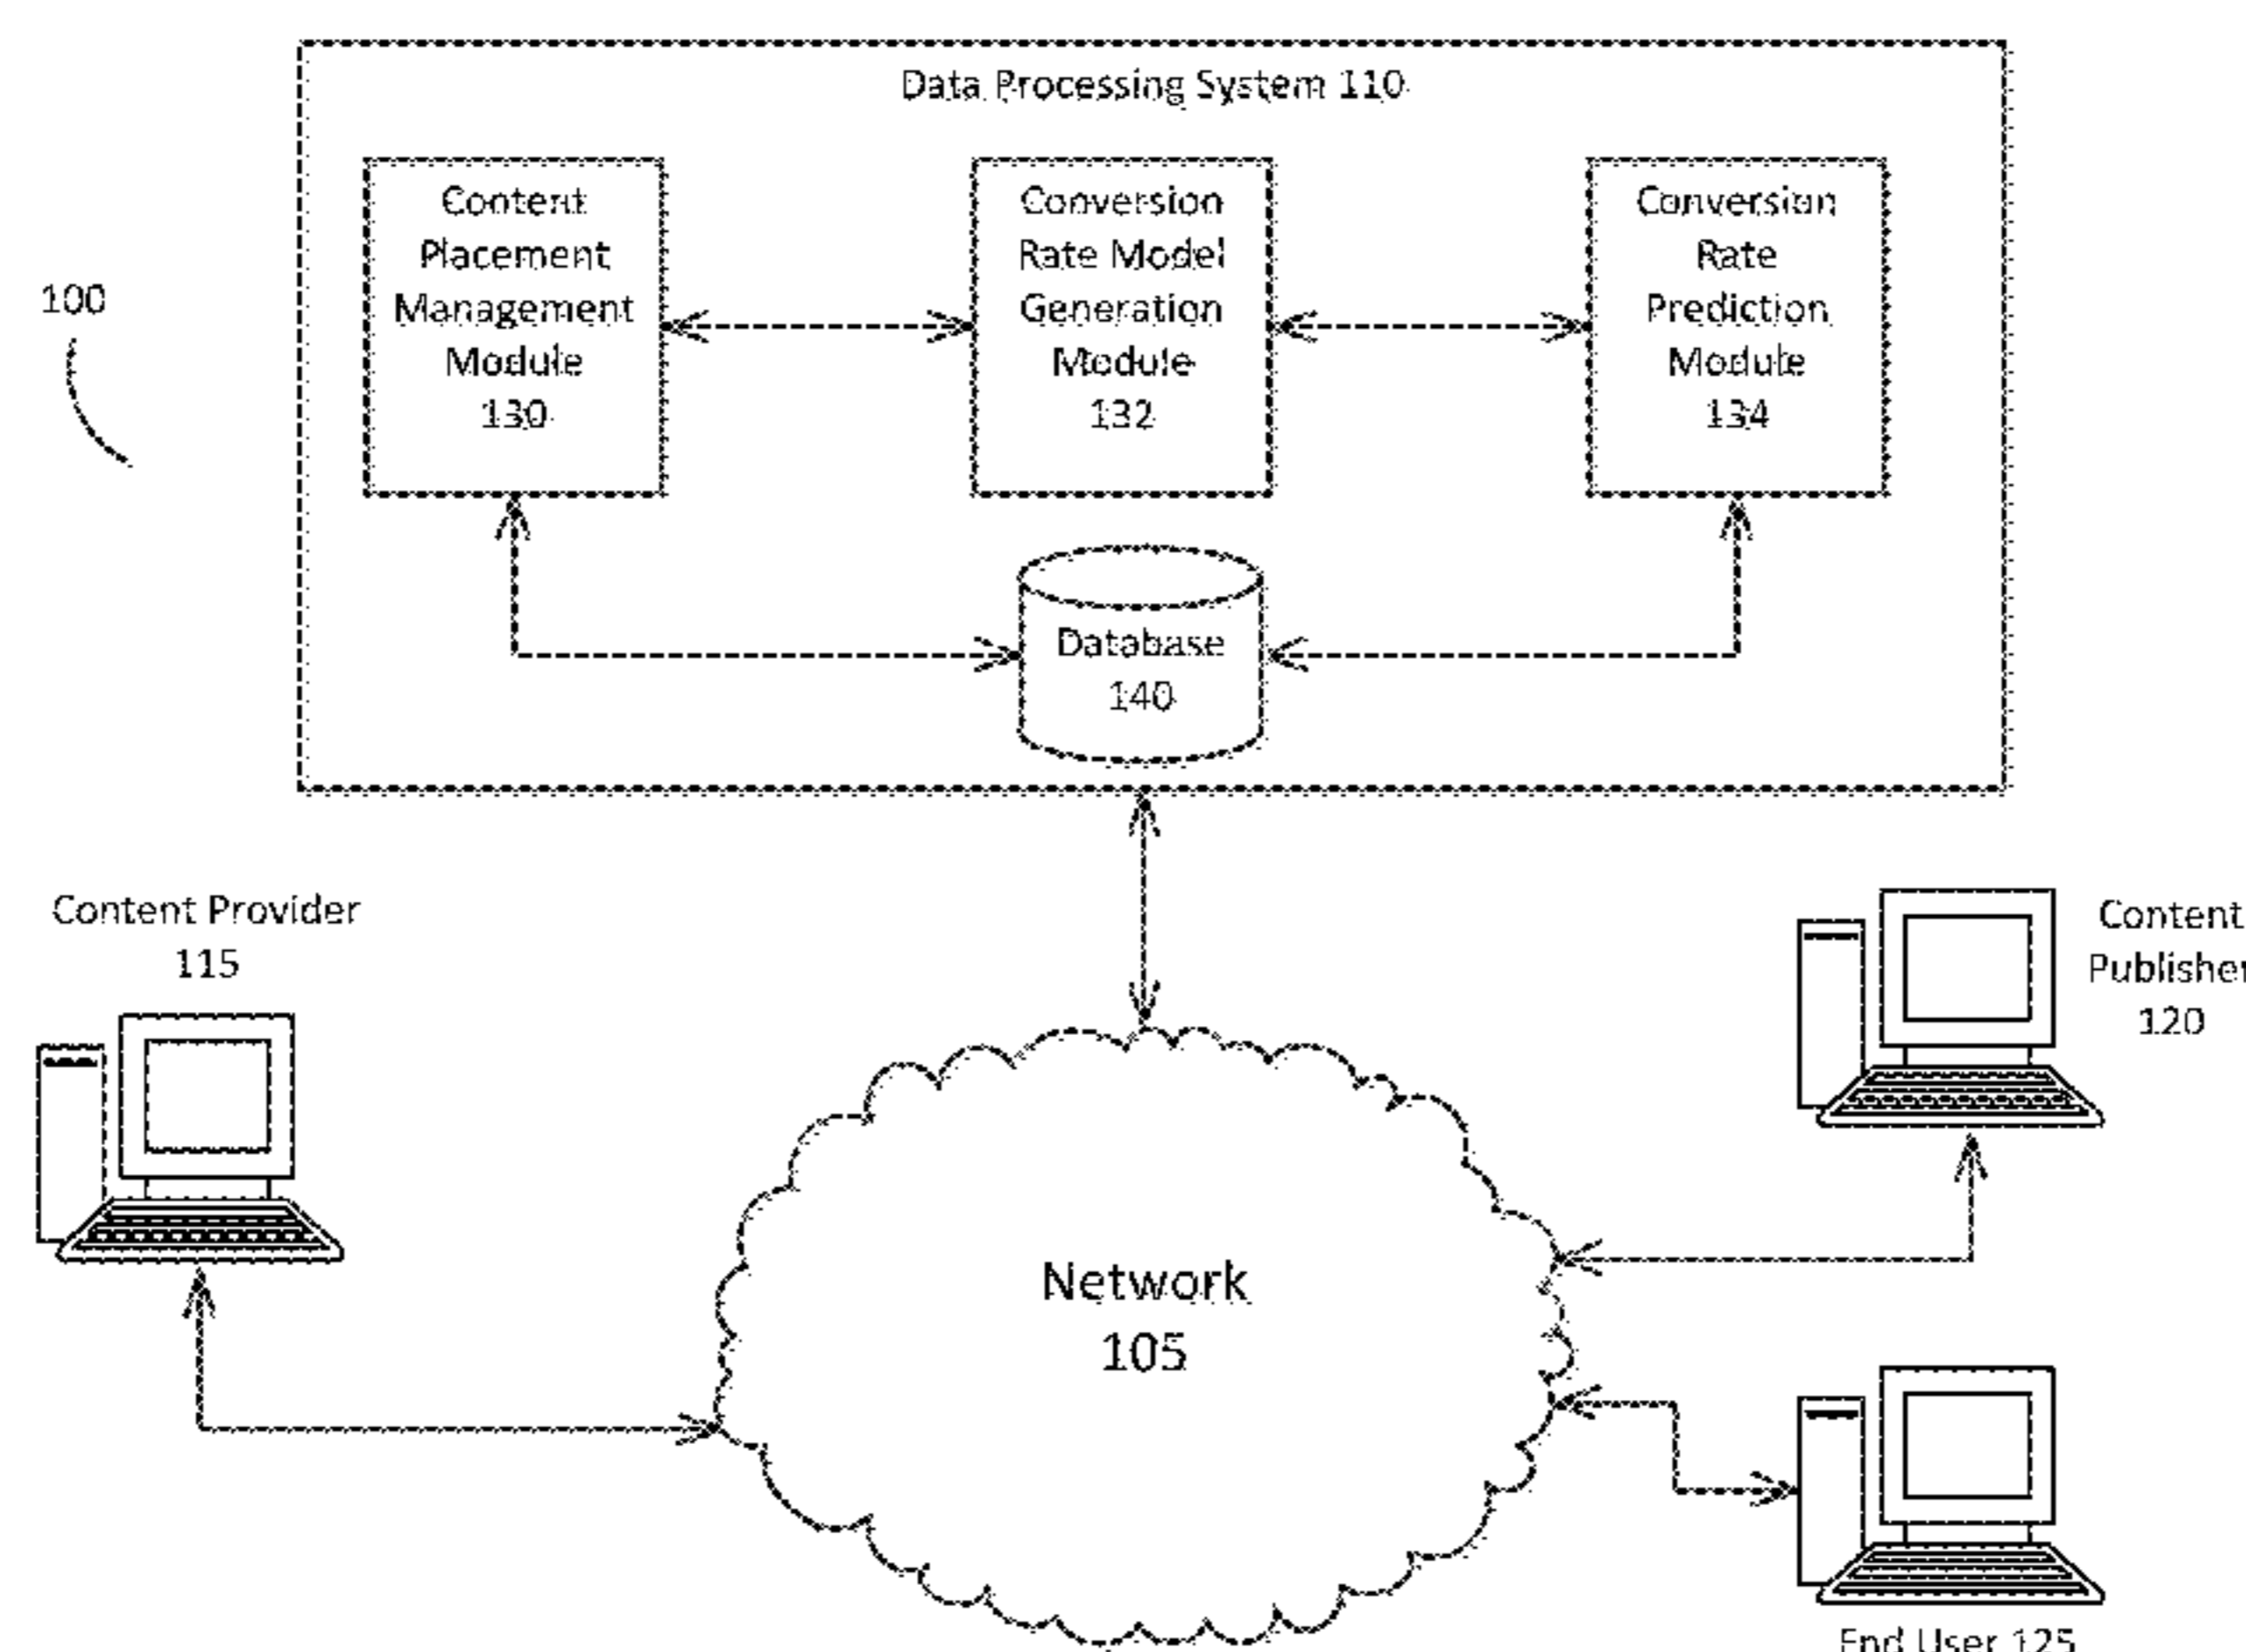 Data Processing System 110
Content
Placement
Management
Module
130
Conversion
Rate Model
Generation
Module
132
Conversion
Rate
Prediction
Module
134
100
Database
140
Content Provider
115
Content
Publisher
120
Network
105
End User 125